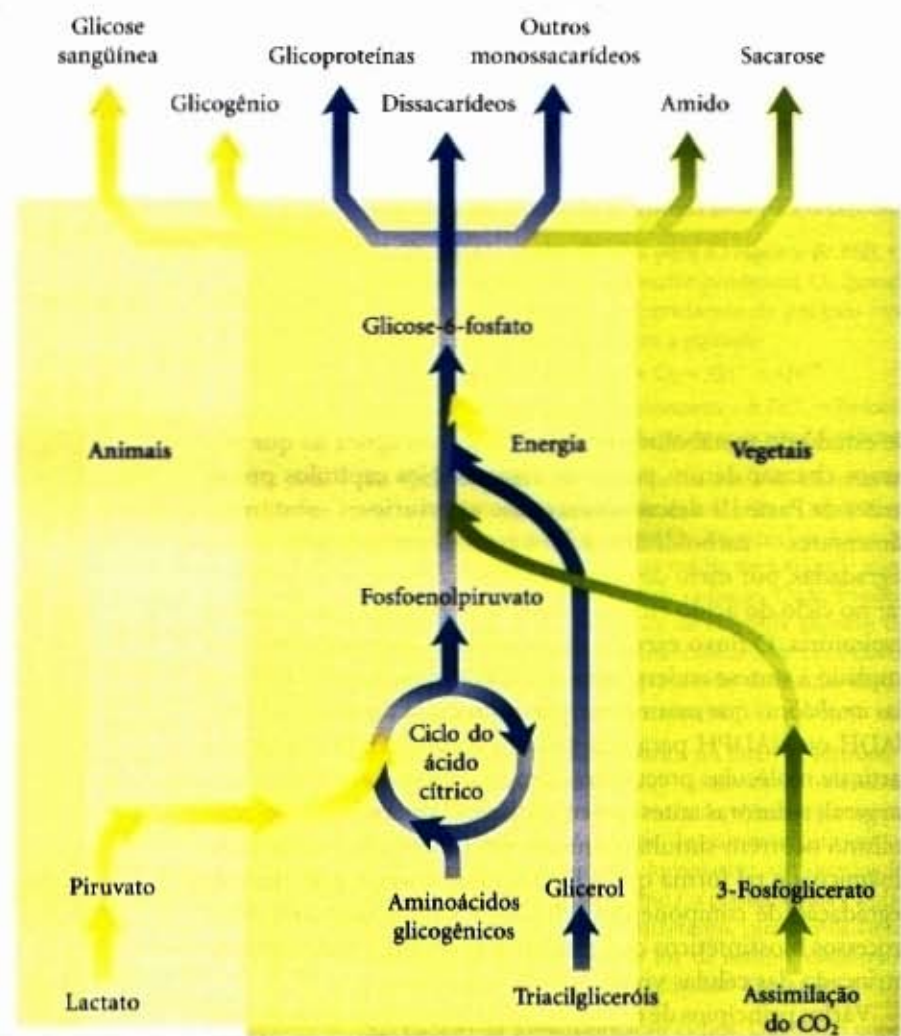 Glicose
sangüínea
Glicoproteínas
Outros
monossacarídeos
Sacarose
Glicogênio
Dissacarídeos
Amido
Glicose-6-fosfato
Animais
Energia
Vegetais
Fosfoenolpiruvato
Ciclo do
ácido
cítrico
Piruvato
Aminoácidos
glicogênicos
Glicerol
3-Fosfoglicerato
Lactato
Triacilgliceróis
Assimilação
do CO₂